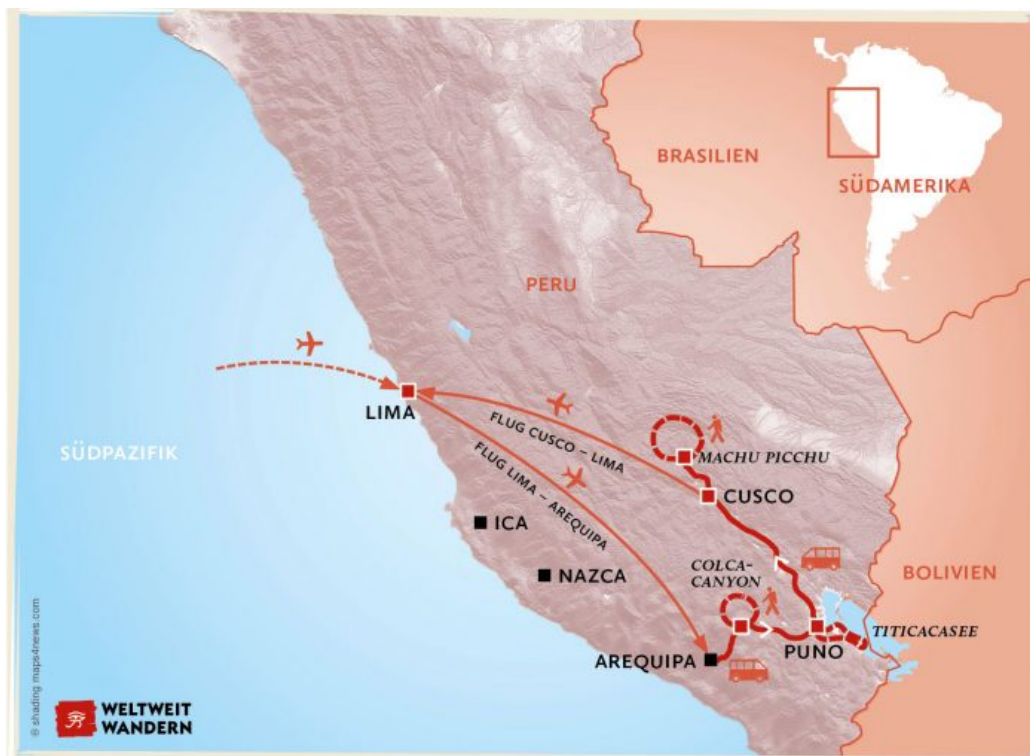 BRASILIEN
SÜDAMERIKA
PERU
LIMA
FLUG CUSCO – LIMA
FLUG LIMA – AREQUIPA
SÜDPAZIFIK
MACHU PICCHU
CUSCO
ICA
NAZCA
COLCA-
CANYON
BOLIVIEN
TITICACASEE
PUNO
AREQUIPA
© shading maps4news.com
WELTWEIT
WANDERN